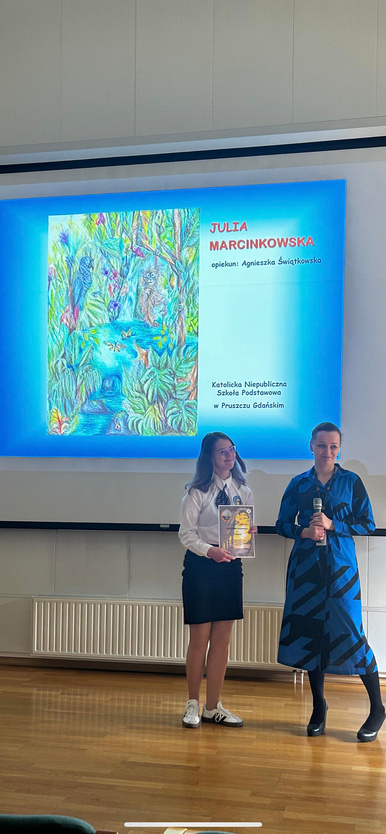 JULIA
MARCINKOWSKA
opiekun: Agnieszka Świątkowska
Katolicka Niepubliczna
Szkoła Podstawowa
w Pruszczu Gdańskim